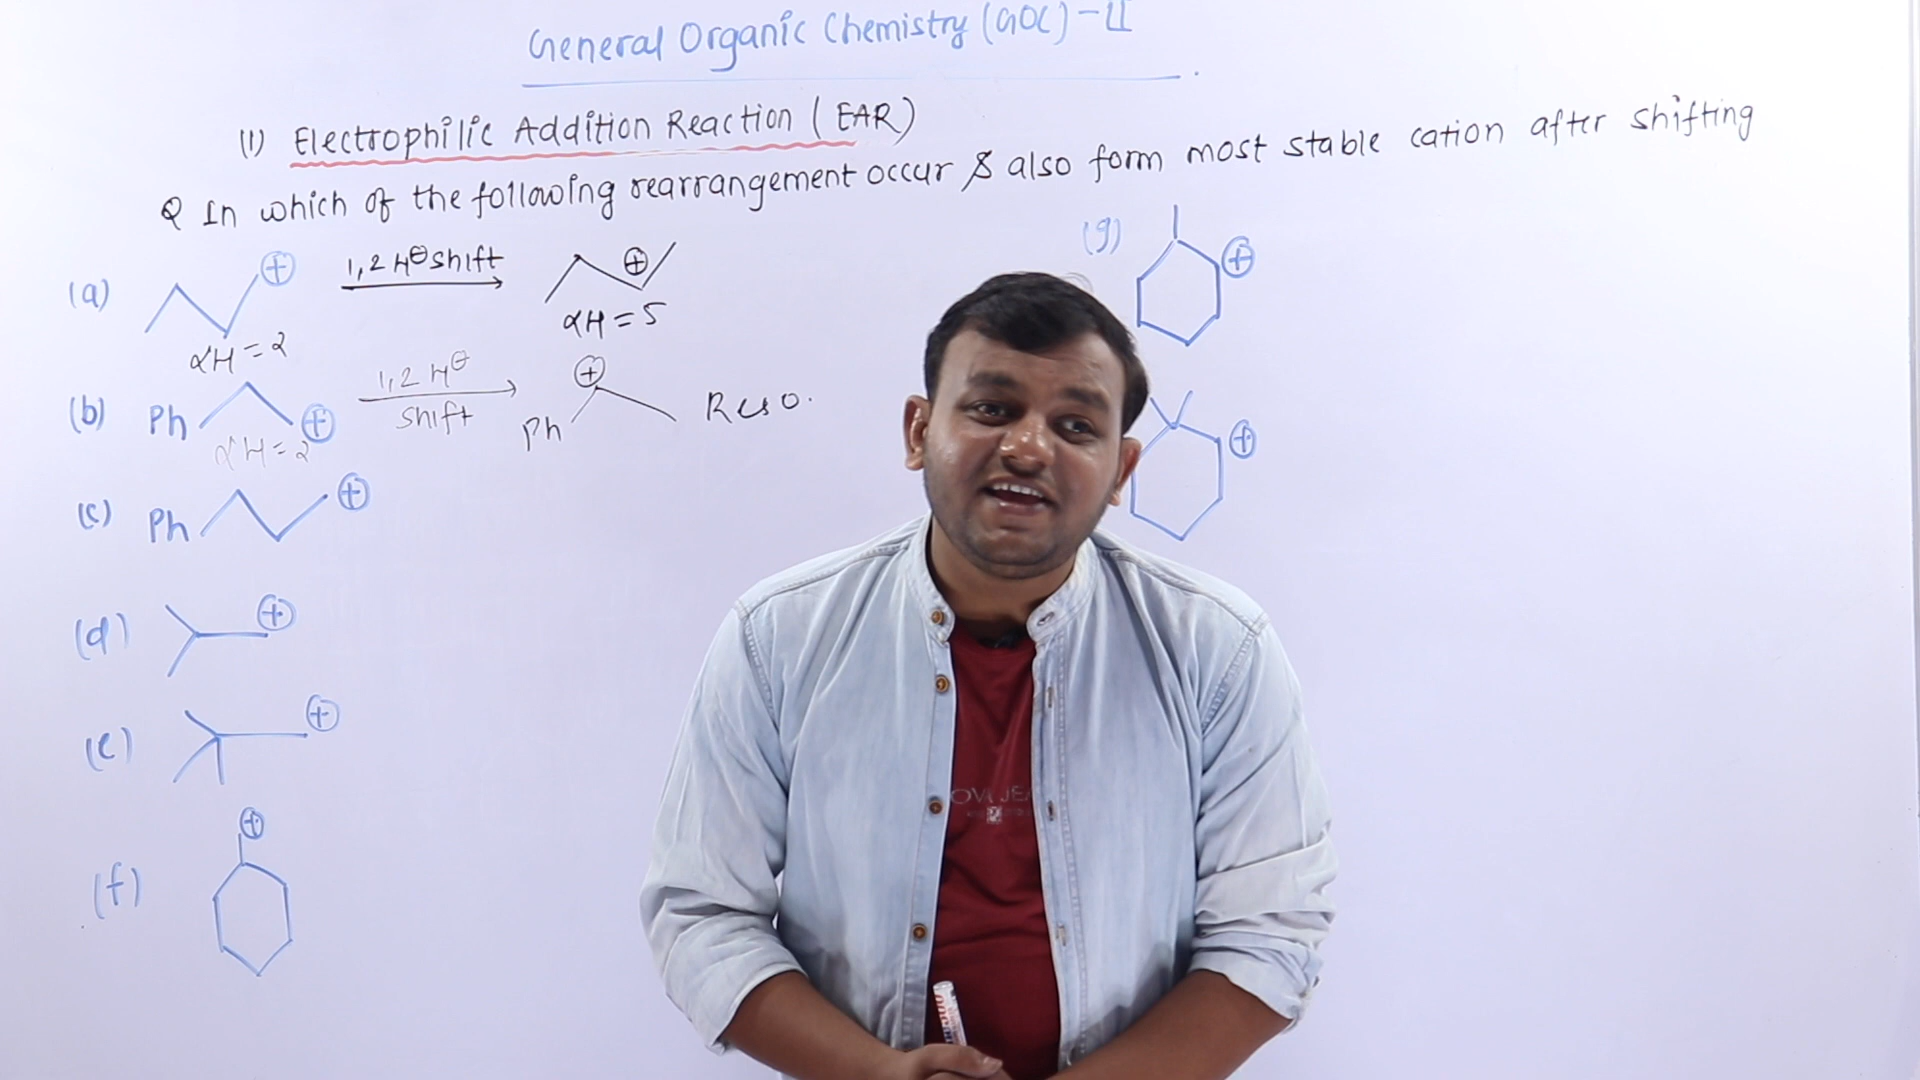 General Organic Chemistry (GOC)-II
(1) Electrophilic Addition Reaction (EAR)
Q In which of the following rearrangement occur & also form most stable cation after shifting
(a) ⊕ 1,2 H⊖ shift ⊕
αH = 2 αH = 5
(b) Ph ⊕ 1,2 H⊖ shift Ph ⊕ Reso.
αH = 2
(c) Ph ⊕
(d) ⊕
(e) ⊕
(f) ⊕
(g) ⊕
⊕